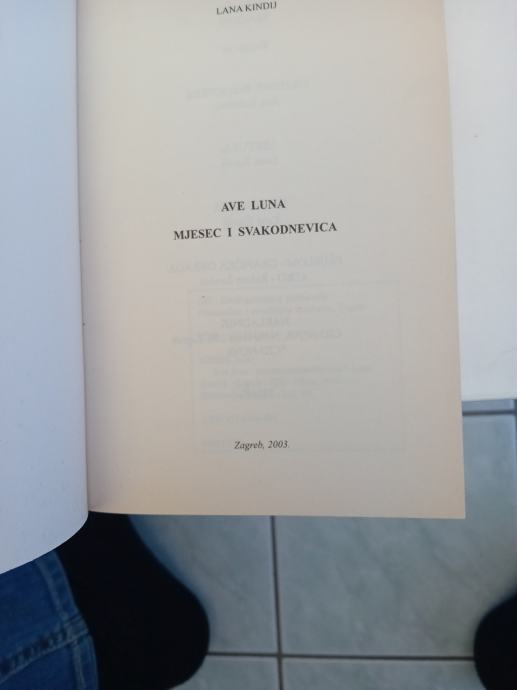 LANA KINDIJ
AVE LUNA
MJESEC I SVAKODNEVICA
Zagreb, 2003.